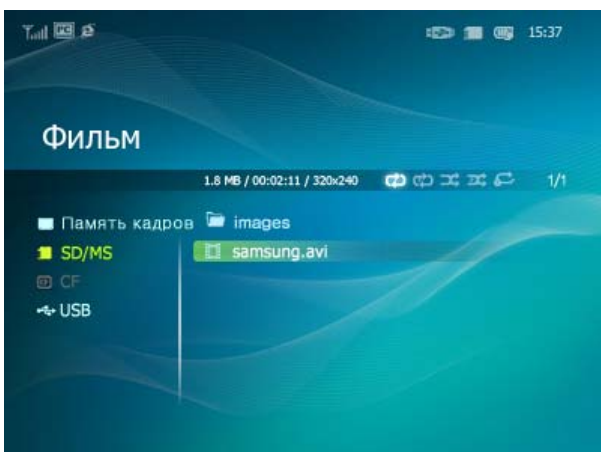 15:37
Фильм
1.8 MB / 00:02:11 / 320x240 1/1
Память кадров
images
SD/MS
samsung.avi
CF
USB